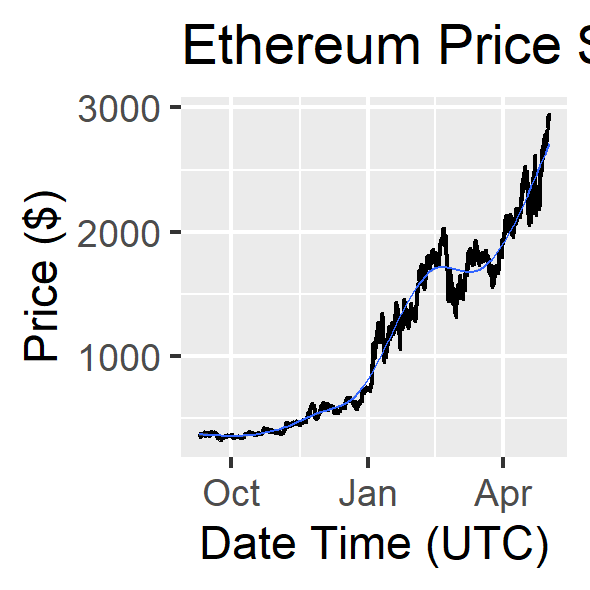 Ethereum Price S
3000
2000
1000
Price ($)
Oct Jan Apr
Date Time (UTC)